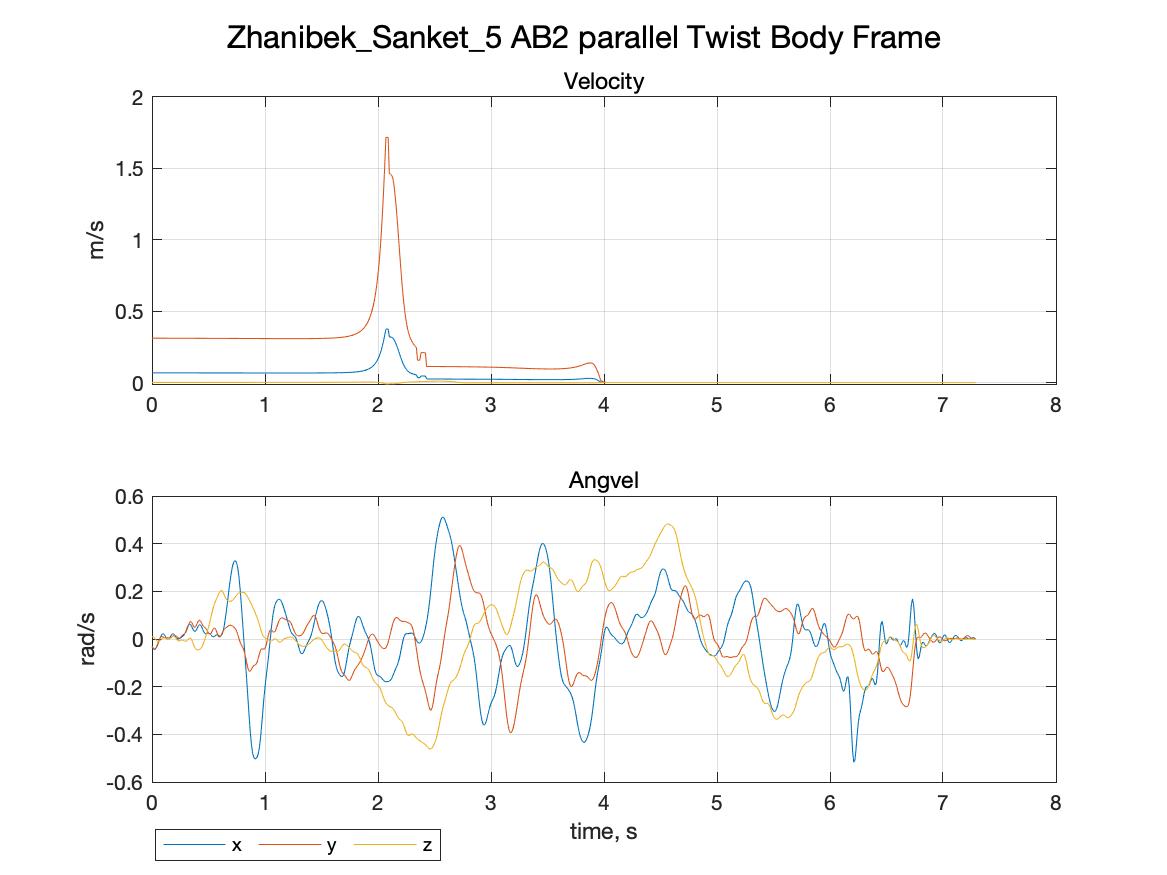 Zhanibek_Sanket_5 AB2 parallel Twist Body Frame
Velocity
2
1.5
1
0.5
0
m/s
0 1 2 3 4 5 6 7 8
Angvel
0.6
0.4
0.2
0
-0.2
-0.4
-0.6
rad/s
0 1 2 3 4 5 6 7 8
time, s
x y z